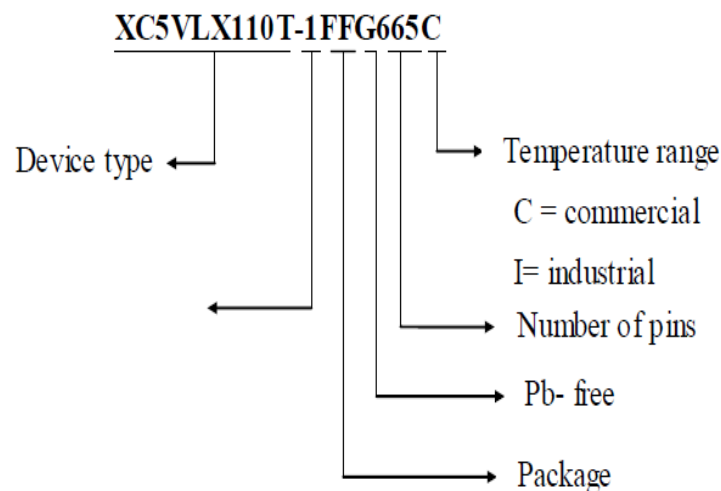 XC5VLX110T-1FFG665C
Device type
Temperature range
C = commercial
I= industrial
Number of pins
Pb- free
Package